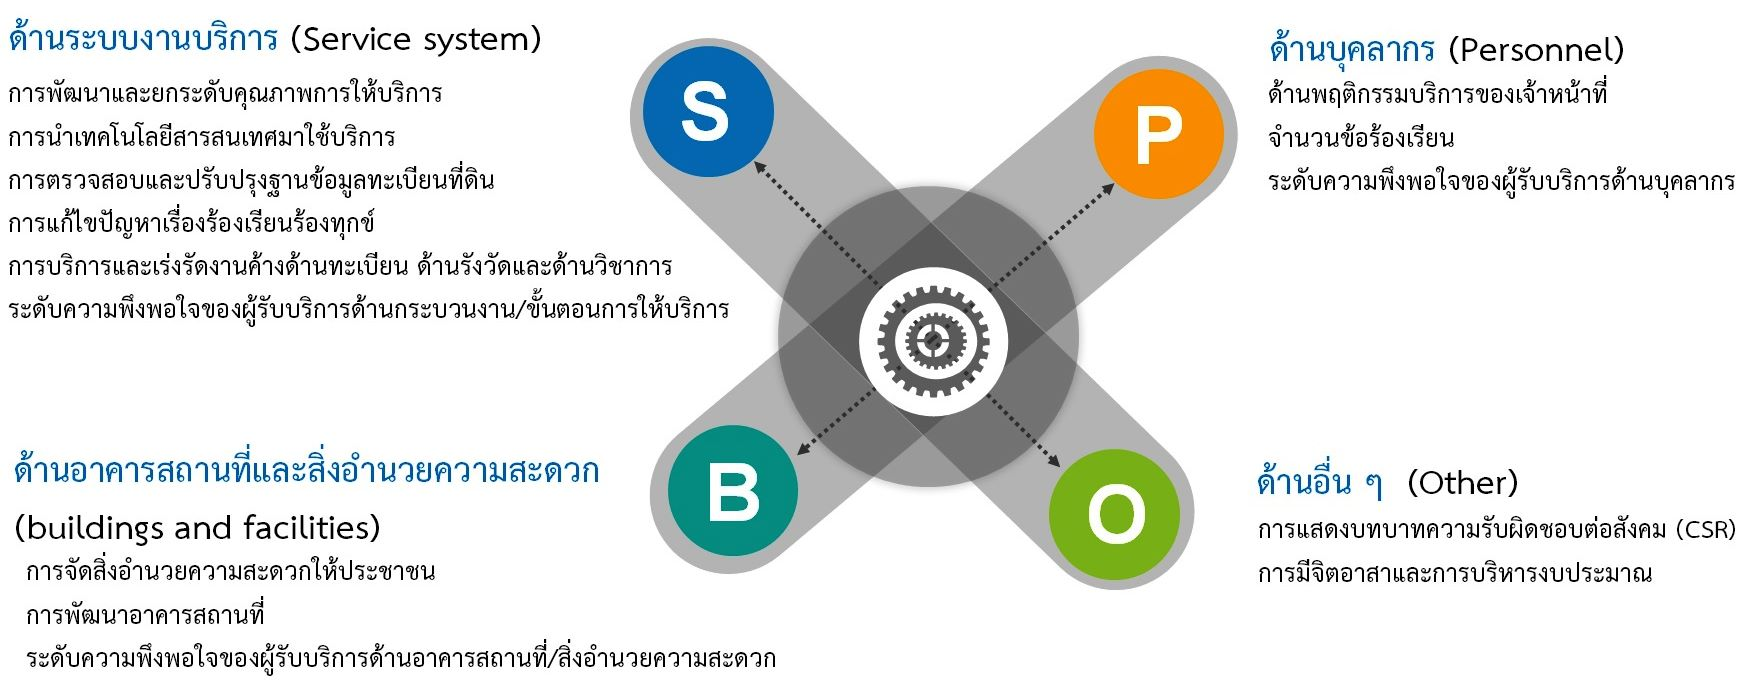 ด้านระบบงานบริการ (Service system)
การพัฒนาและยกระดับคุณภาพการให้บริการ
การนำเทคโนโลยีสารสนเทศมาใช้บริการ
การตรวจสอบและปรับปรุงฐานข้อมูลทะเบียนที่ดิน
การแก้ไขปัญหาเรื่องร้องเรียนร้องทุกข์
การบริการและเร่งรัดงานค้างด้านทะเบียน ด้านรังวัดและด้านวิชาการ
ระดับความพึงพอใจของผู้รับบริการด้านกระบวนงาน/ขั้นตอนการให้บริการ
S
P
ด้านบุคลากร (Personnel)
ด้านพฤติกรรมบริการของเจ้าหน้าที่
จำนวนข้อร้องเรียน
ระดับความพึงพอใจของผู้รับบริการด้านบุคลากร
ด้านอาคารสถานที่และสิ่งอำนวยความสะดวก
(buildings and facilities)
การจัดสิ่งอำนวยความสะดวกให้ประชาชน
การพัฒนาอาคารสถานที่
ระดับความพึงพอใจของผู้รับบริการด้านอาคารสถานที่/สิ่งอำนวยความสะดวก
B
O
ด้านอื่น ๆ (Other)
การแสดงบทบาทความรับผิดชอบต่อสังคม (CSR)
การมีจิตอาสาและการบริหารงบประมาณ